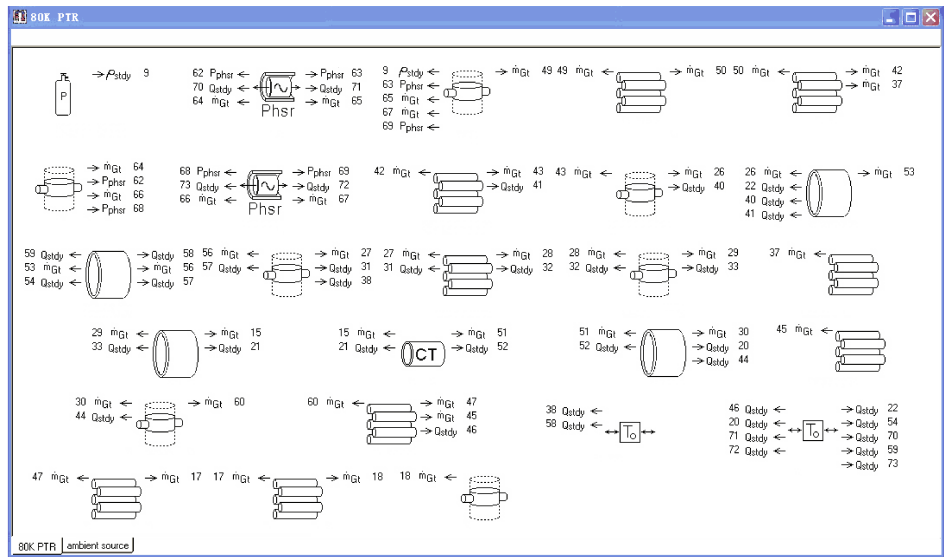 80K PTR
→ Pstdy 9
P
62 Pphsr ← → Pphsr 63
70 Qstdy ← → Qstdy 71
64 ṁGt ← → ṁGt 65
Phsr
9 Pstdy ← → ṁGt 49
63 Pphsr ←
65 ṁGt ←
67 ṁGt ←
69 Pphsr ←
49 ṁGt ← → ṁGt 50
50 ṁGt ← → ṁGt 42
→ ṁGt 37
→ ṁGt 64
→ Pphsr 62
→ ṁGt 66
→ Pphsr 68
68 Pphsr ← → Pphsr 69
73 Qstdy ← → Qstdy 72
66 ṁGt ← → ṁGt 67
Phsr
42 ṁGt ← → ṁGt 43
→ Qstdy 41
43 ṁGt ← → ṁGt 26
→ Qstdy 40
26 ṁGt ← → ṁGt 53
22 Qstdy ←
40 Qstdy ←
41 Qstdy ←
59 Qstdy ← → Qstdy 58
53 ṁGt ← → ṁGt 56
54 Qstdy ← → Qstdy 57
56 ṁGt ← → ṁGt 27
57 Qstdy ← → Qstdy 31
→ Qstdy 38
27 ṁGt ← → ṁGt 28
31 Qstdy ← → Qstdy 32
28 ṁGt ← → ṁGt 29
32 Qstdy ← → Qstdy 33
37 ṁGt ←
29 ṁGt ← → ṁGt 15
33 Qstdy ← → Qstdy 21
15 ṁGt ← → ṁGt 51
21 Qstdy ← → Qstdy 52
CT
51 ṁGt ← → ṁGt 30
52 Qstdy ← → Qstdy 20
→ Qstdy 44
45 ṁGt ←
30 ṁGt ← → ṁGt 60
44 Qstdy ←
60 ṁGt ← → ṁGt 47
→ ṁGt 45
→ Qstdy 46
38 Qstdy ←
58 Qstdy ←
To
46 Qstdy ← → Qstdy 22
20 Qstdy ← → Qstdy 54
71 Qstdy ← → Qstdy 70
72 Qstdy ← → Qstdy 59
→ Qstdy 73
To
47 ṁGt ← → ṁGt 17
17 ṁGt ← → ṁGt 18
18 ṁGt ←
80K PTR
ambient source